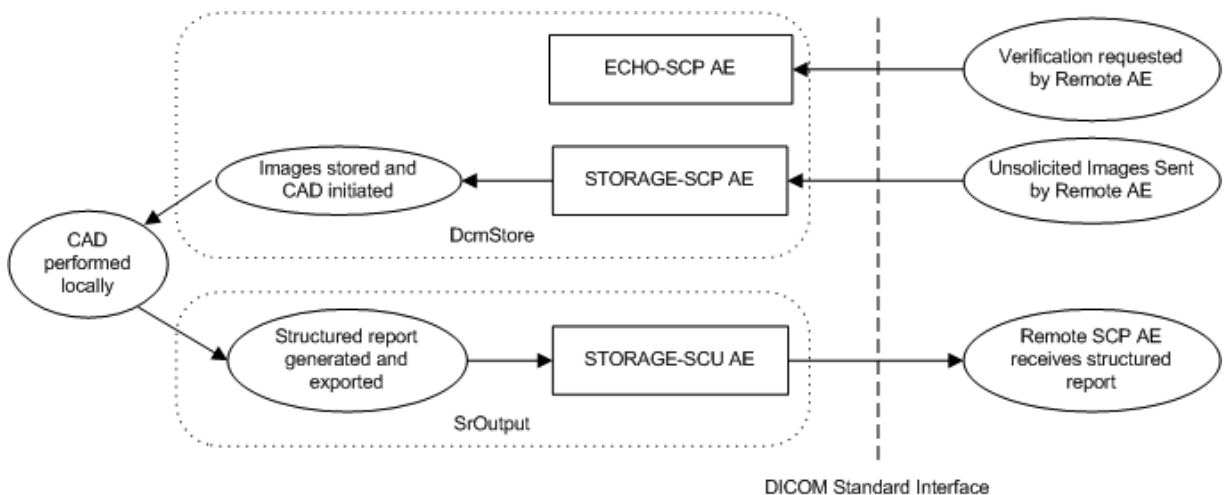 ECHO-SCP AE
Verification requested
by Remote AE
Images stored and
CAD initiated
STORAGE-SCP AE
Unsolicited Images Sent
by Remote AE
DcmStore
CAD
performed
locally
Structured report
generated and
exported
STORAGE-SCU AE
Remote SCP AE
receives structured
report
SrOutput
DICOM Standard Interface